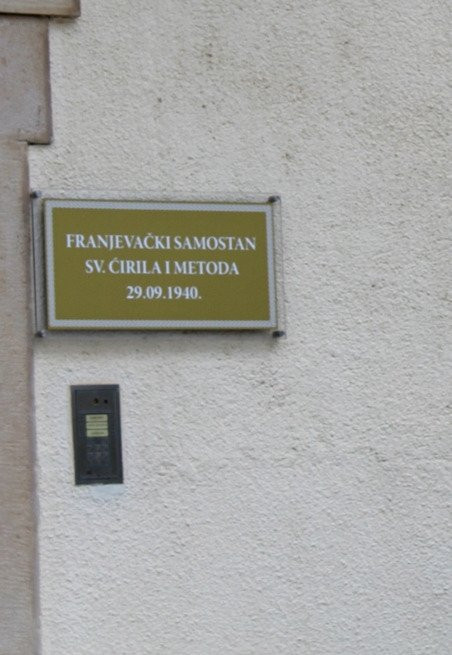 FRANJEVAČKI SAMOSTAN
SV. ĆIRILA I METODA
29.09.1940.